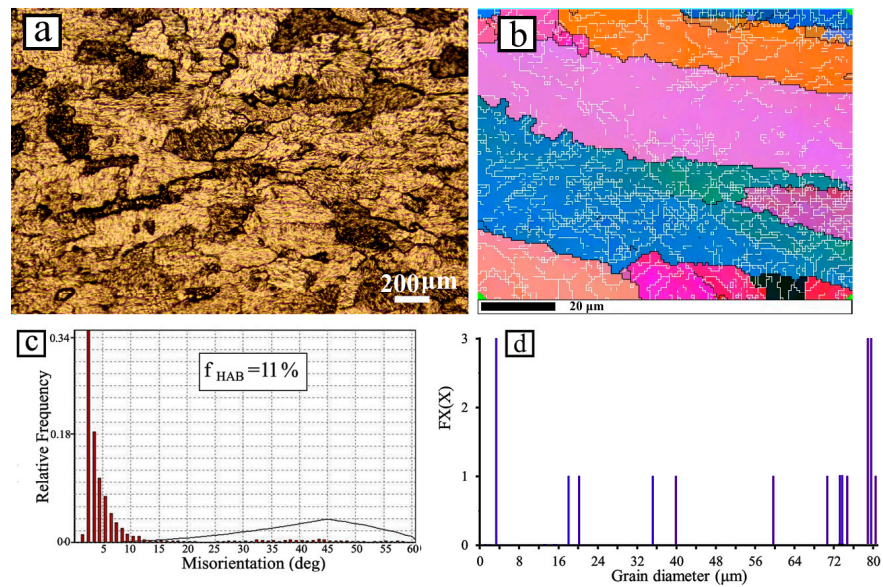 a
200 µm
b
20 µm
c
0.34
0.18
0.0
f HAB =11%
Relative Frequency
5 10 15 20 25 30 35 40 45 50 55 60
Misorientation (deg)
d
3
2
1
0
FX(X)
0 8 16 24 32 40 48 56 64 72 80
Grain diameter (µm)